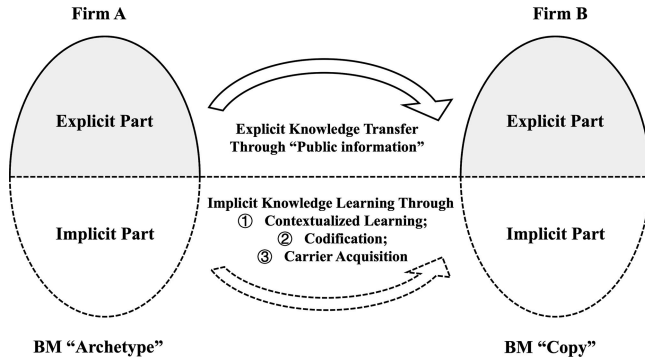 Firm A
Firm B
Explicit Part
Explicit Knowledge Transfer
Through “Public information”
Explicit Part
Implicit Part
Implicit Knowledge Learning Through
① Contextualized Learning;
② Codification;
③ Carrier Acquisition
Implicit Part
BM “Archetype”
BM “Copy”